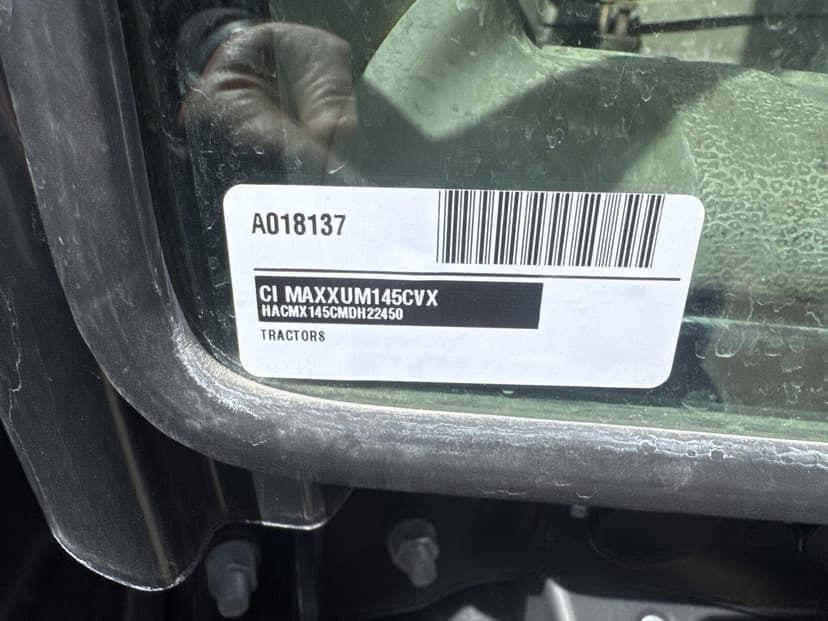 A018137
CI MAXXUM145CVX
HACMX145CMDH22450
TRACTORS